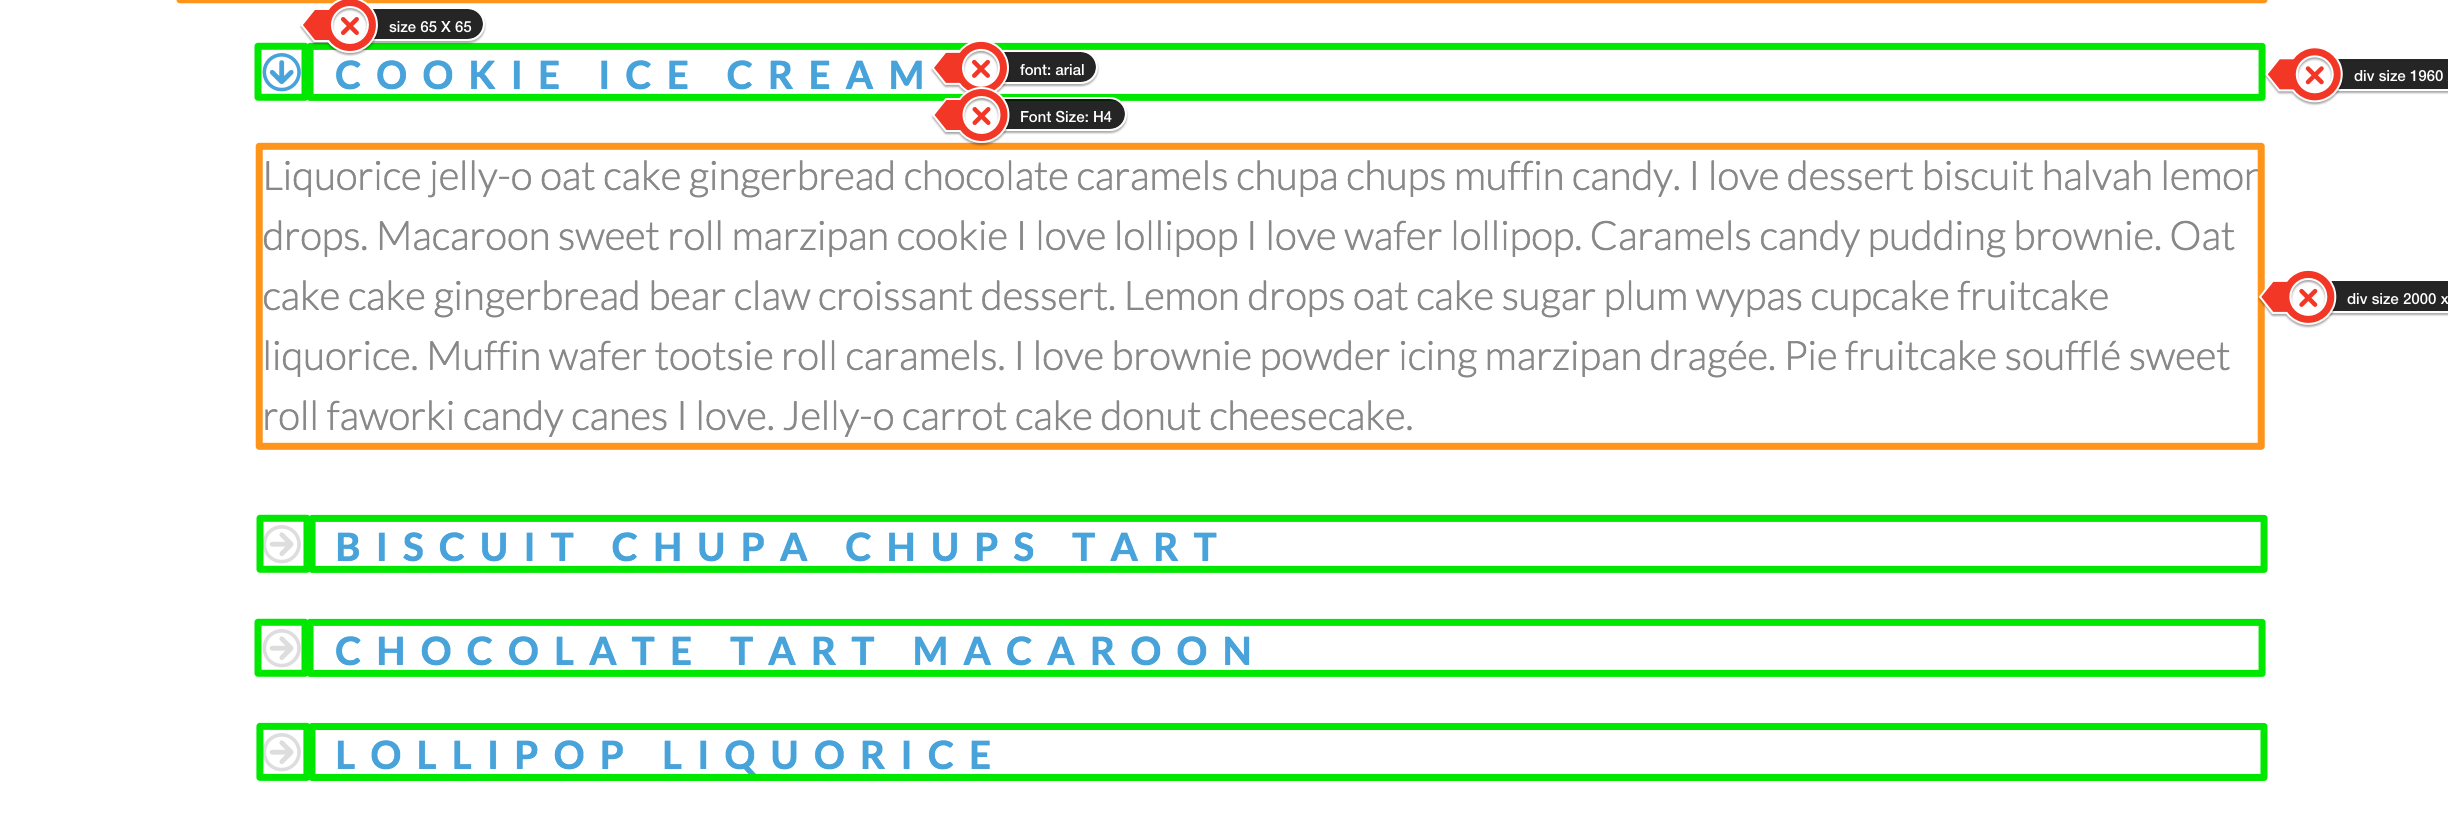 size 65 X 65
COOKIE ICE CREAM
font: arial
div size 1960
Font Size: H4
Liquorice jelly-o oat cake gingerbread chocolate caramels chupa chups muffin candy. I love dessert biscuit halvah lemon
drops. Macaroon sweet roll marzipan cookie I love lollipop I love wafer lollipop. Caramels candy pudding brownie. Oat
cake cake gingerbread bear claw croissant dessert. Lemon drops oat cake sugar plum wypas cupcake fruitcake
div size 2000 x
liquorice. Muffin wafer tootsie roll caramels. I love brownie powder icing marzipan dragée. Pie fruitcake soufflé sweet
roll faworki candy canes I love. Jelly-o carrot cake donut cheesecake.
BISCUIT CHUPA CHUPS TART
CHOCOLATE TART MACAROON
LOLLIPOP LIQUORICE